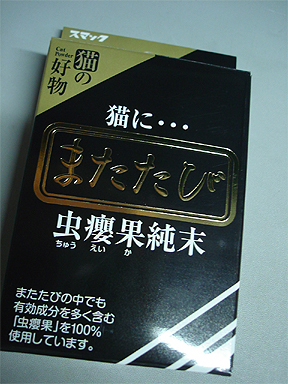 スマック
Cat Powder
猫の好物
猫に・・・
またたび
虫癭果純末
ちゅう えい か
またたびの中でも
有効成分を多く含む
「虫癭果」を100%
使用しています。